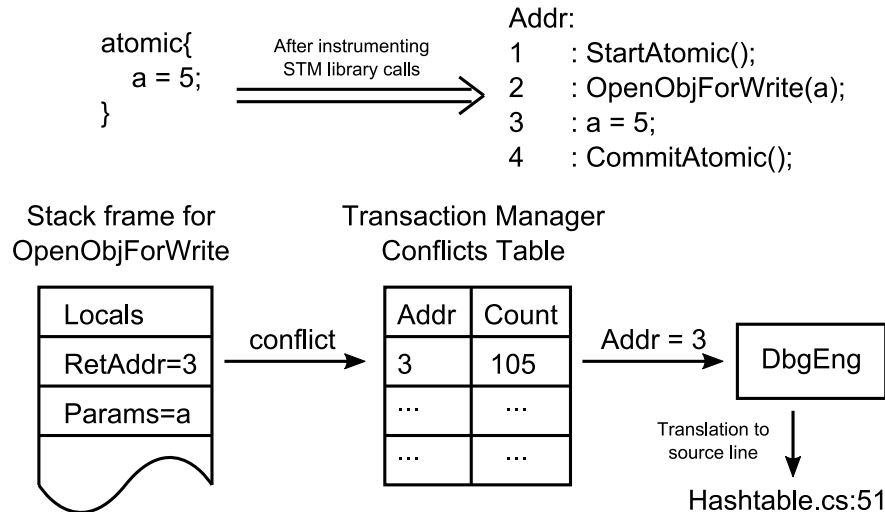 atomic{
a = 5;
}
After instrumenting
STM library calls
Addr:
1 : StartAtomic();
2 : OpenObjForWrite(a);
3 : a = 5;
4 : CommitAtomic();
Stack frame for
OpenObjForWrite
Locals
RetAddr=3
Params=a
conflict
Transaction Manager
Conflicts Table
Addr Count
3 105
... ...
... ...
Addr = 3
DbgEng
Translation to
source line
Hashtable.cs:51